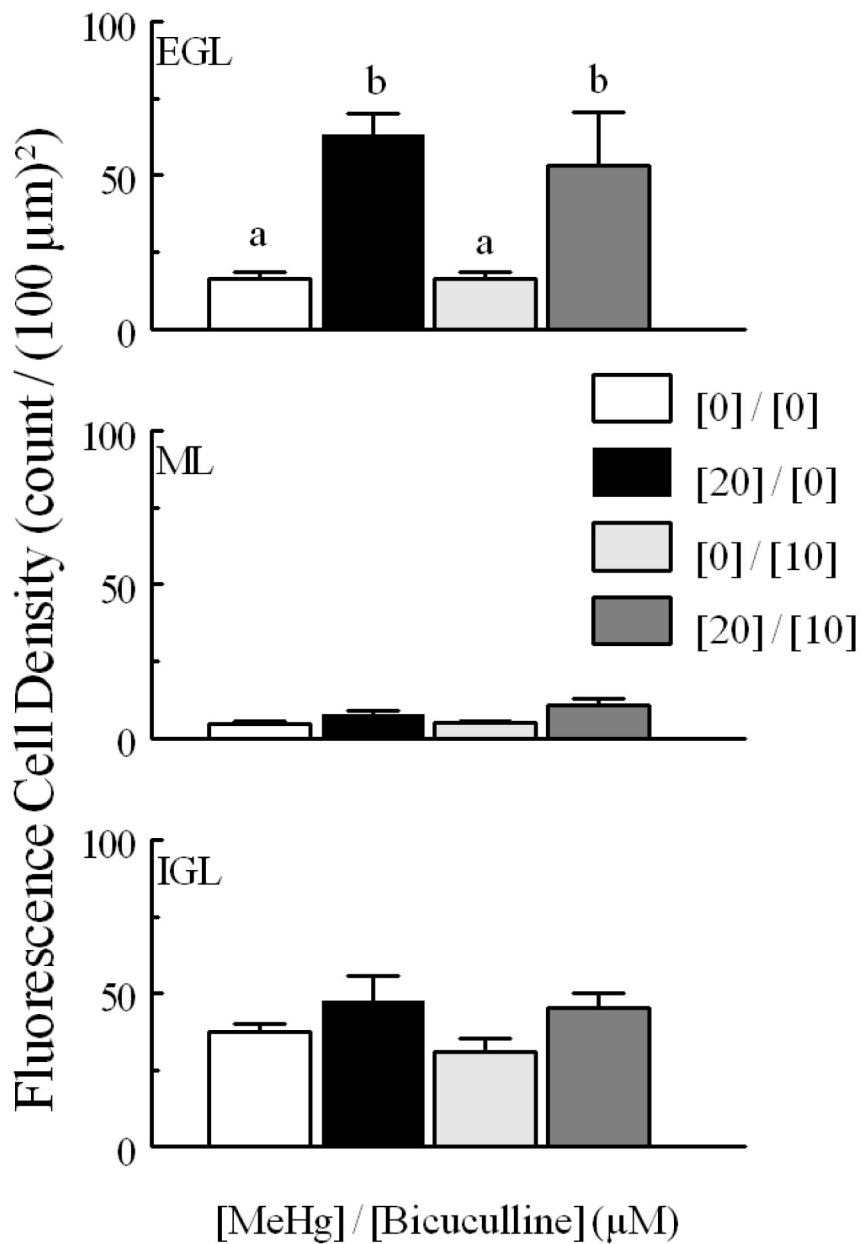 Fluorescence Cell Density (count / (100 µm)²
100
EGL
b
b
50
a
a
0
[0] / [0]
[20] / [0]
[0] / [10]
[20] / [10]
100
ML
50
0
100
IGL
50
0
[MeHg] / [Bicuculline] (µM)